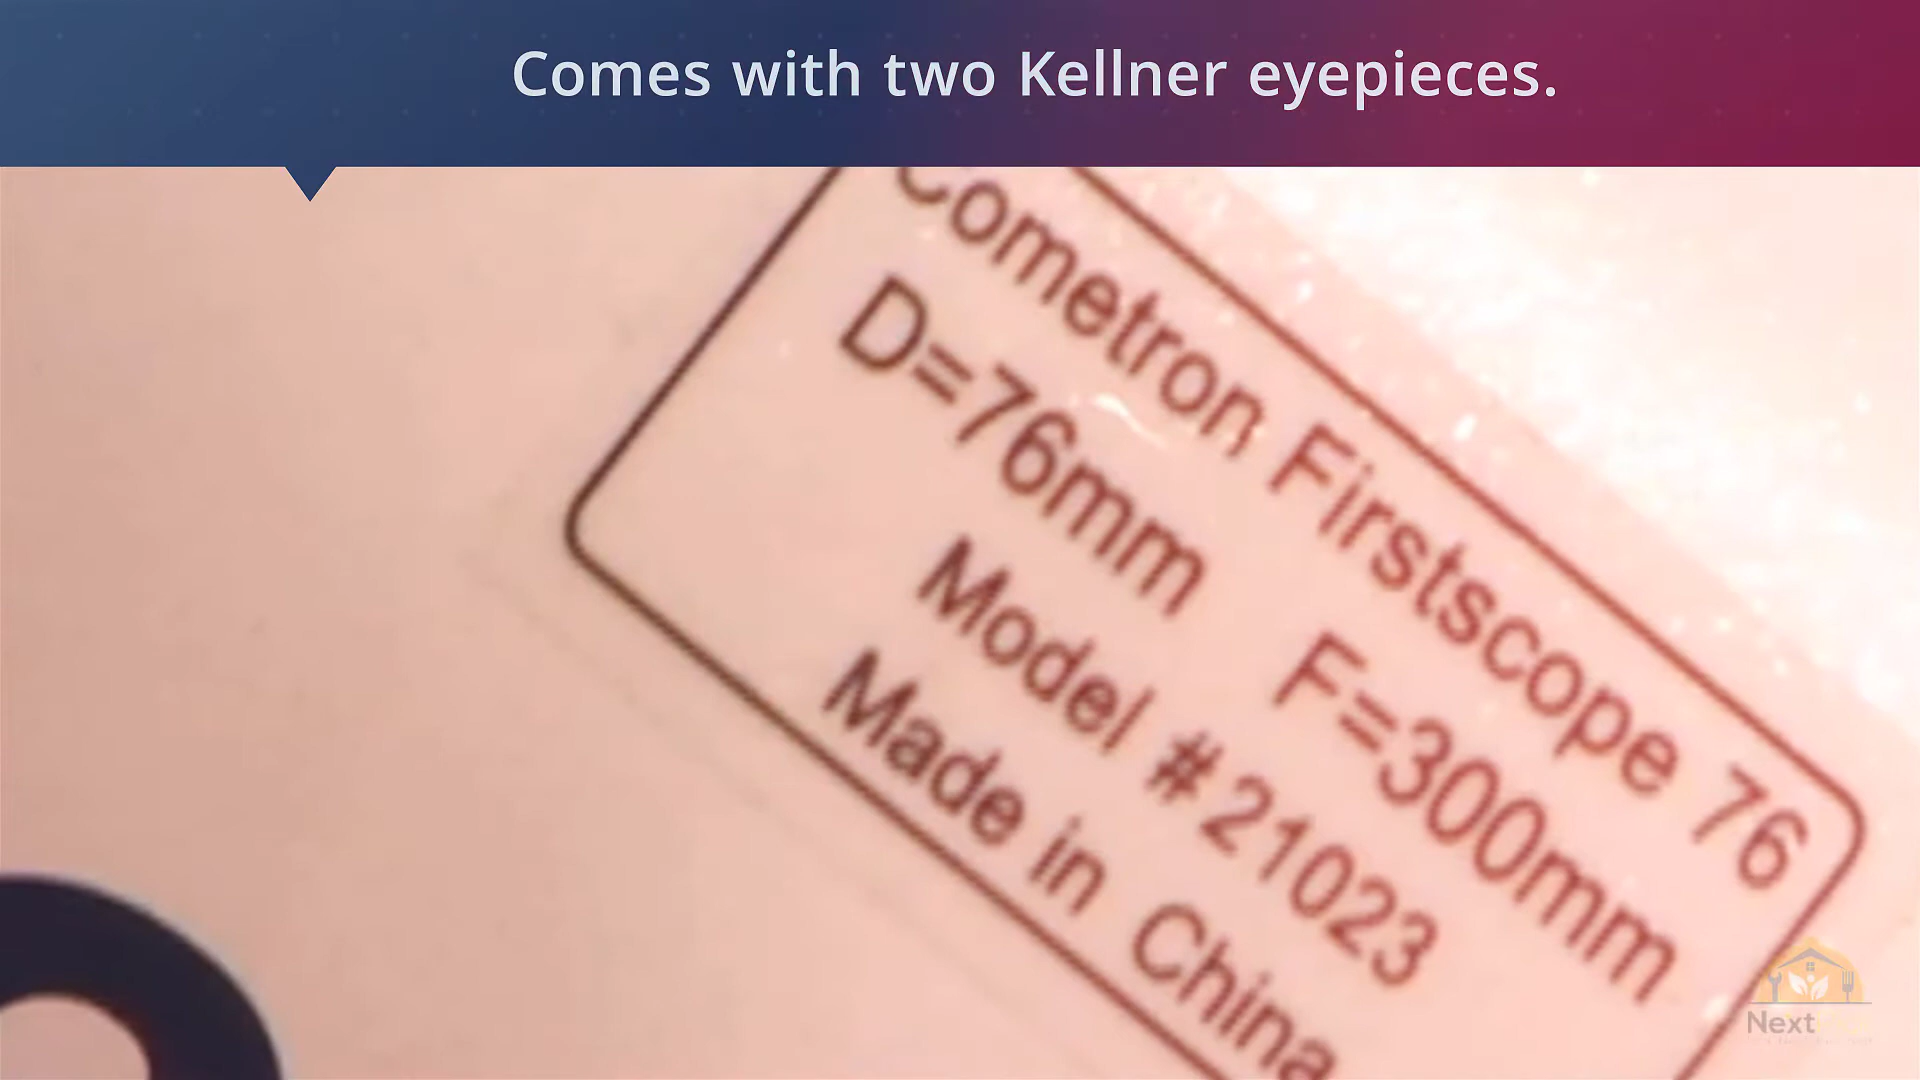 Comes with two Kellner eyepieces.
Cometron Firstscope 76
D=76mm F=300mm
Model #21023
Made in China
Next